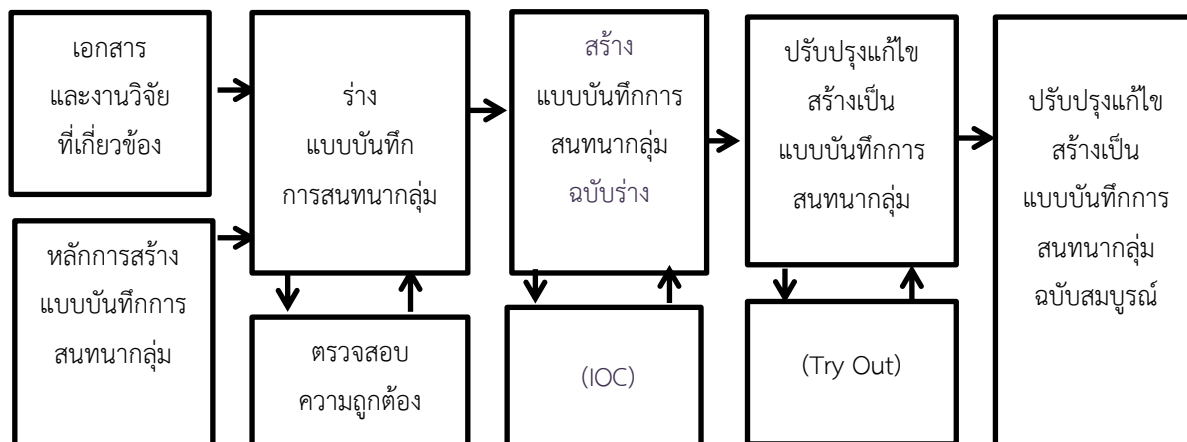 เอกสาร
และงานวิจัย
ที่เกี่ยวข้อง
หลักการสร้าง
แบบบันทึกการ
สนทนากลุ่ม
ร่าง
แบบบันทึก
การสนทนากลุ่ม
ตรวจสอบ
ความถูกต้อง
สร้าง
แบบบันทึกการ
สนทนากลุ่ม
ฉบับร่าง
(IOC)
ปรับปรุงแก้ไข
สร้างเป็น
แบบบันทึกการ
สนทนากลุ่ม
(Try Out)
ปรับปรุงแก้ไข
สร้างเป็น
แบบบันทึกการ
สนทนากลุ่ม
ฉบับสมบูรณ์